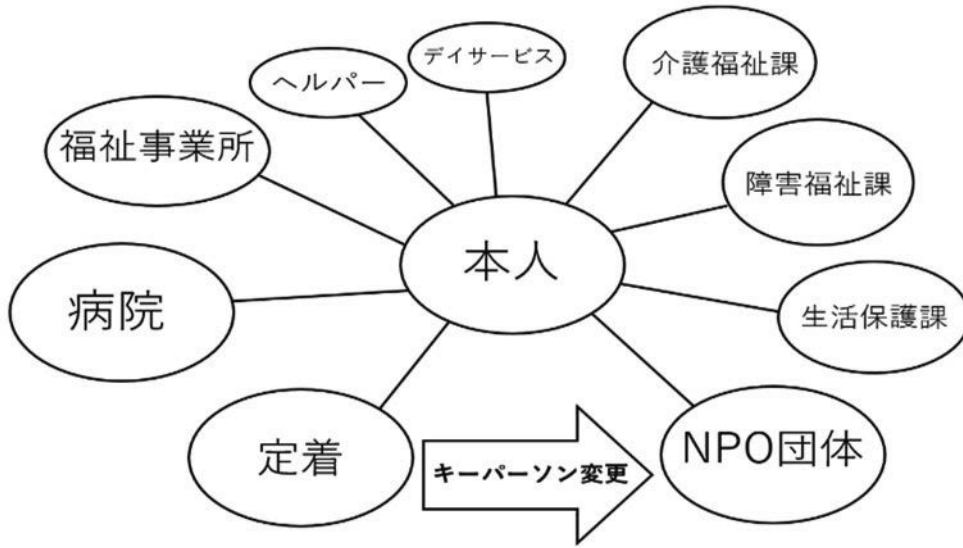 デイサービス
介護福祉課
ヘルパー
福祉事業所
障害福祉課
本人
病院
生活保護課
定着
キーパーソン変更
NPO団体